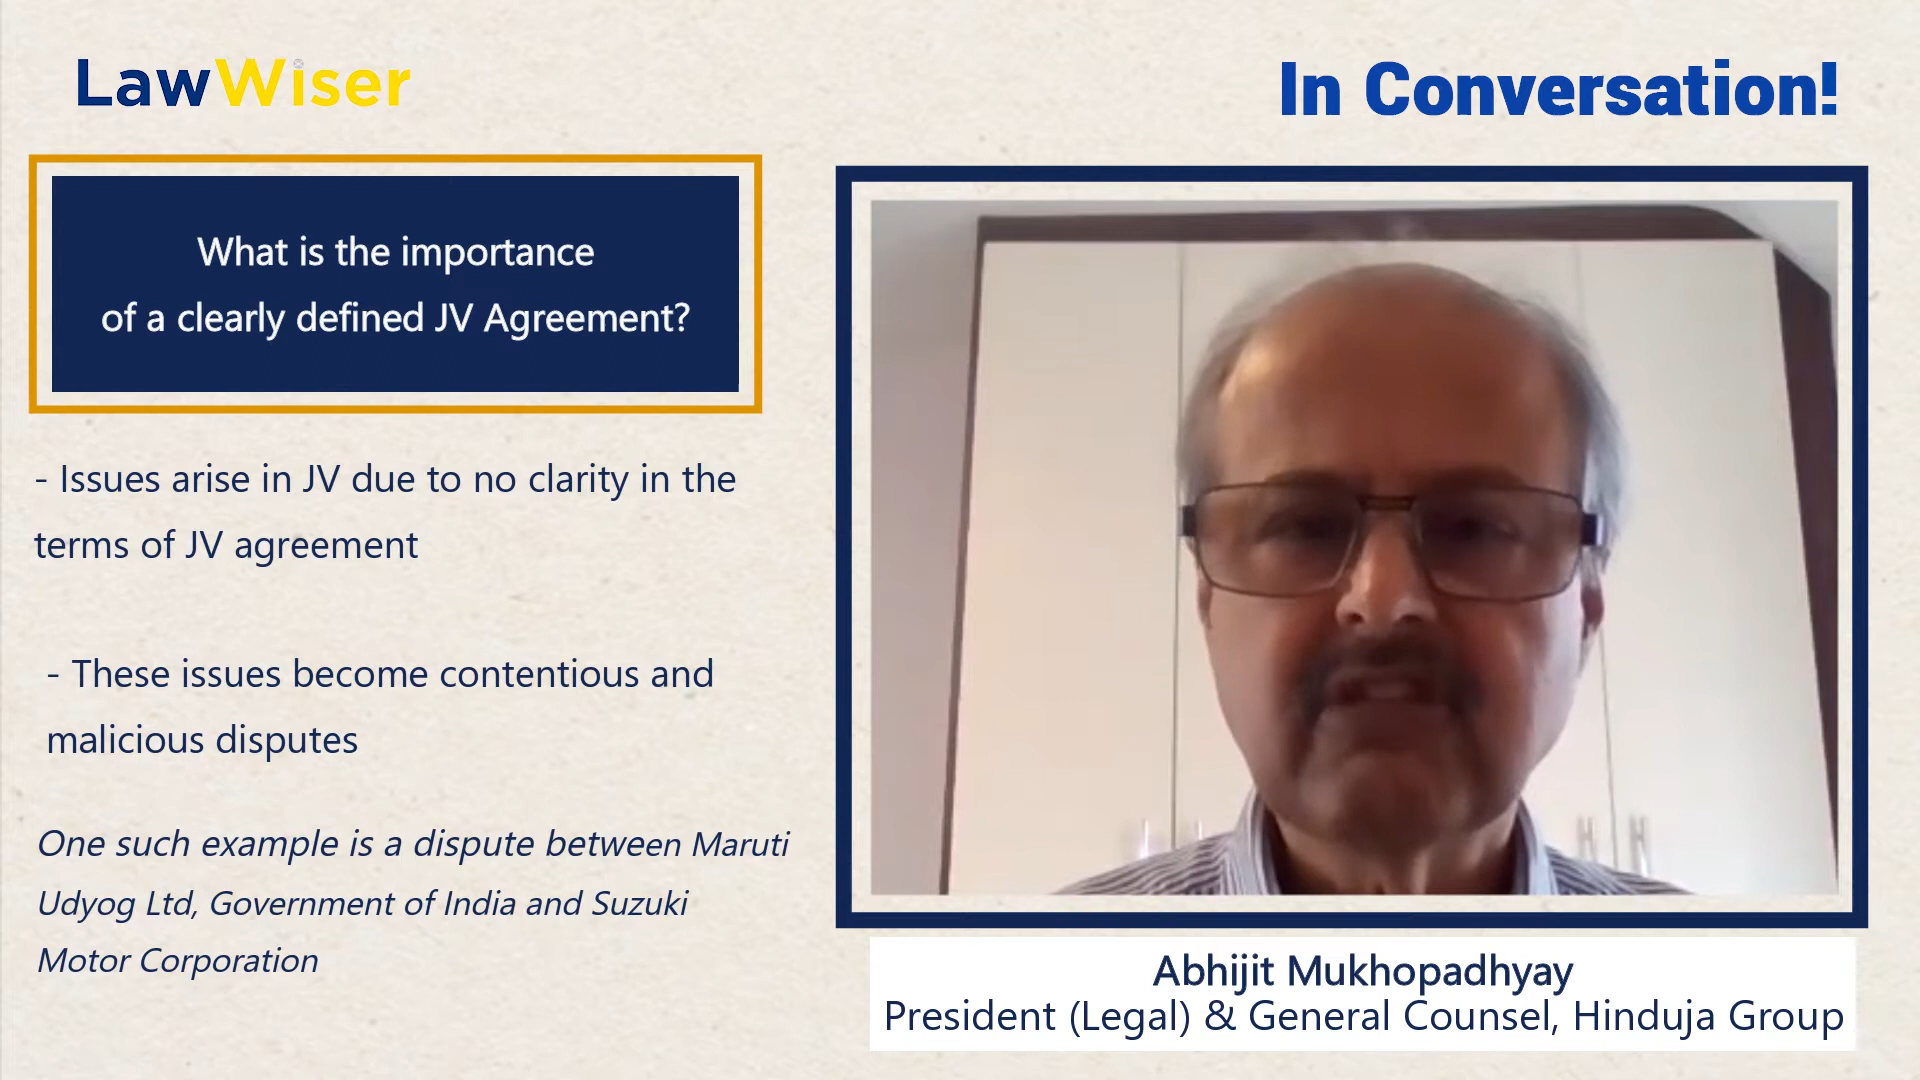 LawWiser
In Conversation!
What is the importance
of a clearly defined JV Agreement?
- Issues arise in JV due to no clarity in the
terms of JV agreement
- These issues become contentious and
malicious disputes
One such example is a dispute between Maruti
Udyog Ltd, Government of India and Suzuki
Motor Corporation
Abhijit Mukhopadhyay
President (Legal) & General Counsel, Hinduja Group